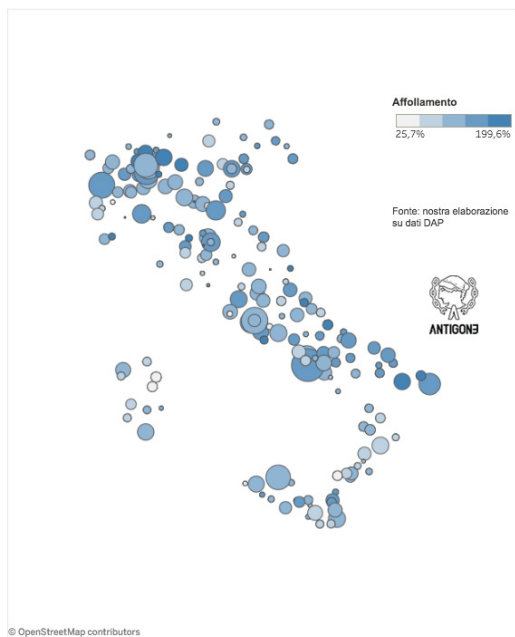 Affollamento
25,7% 199,6%
Fonte: nostra elaborazione
su dati DAP
ANTIGONE
© OpenStreetMap contributors